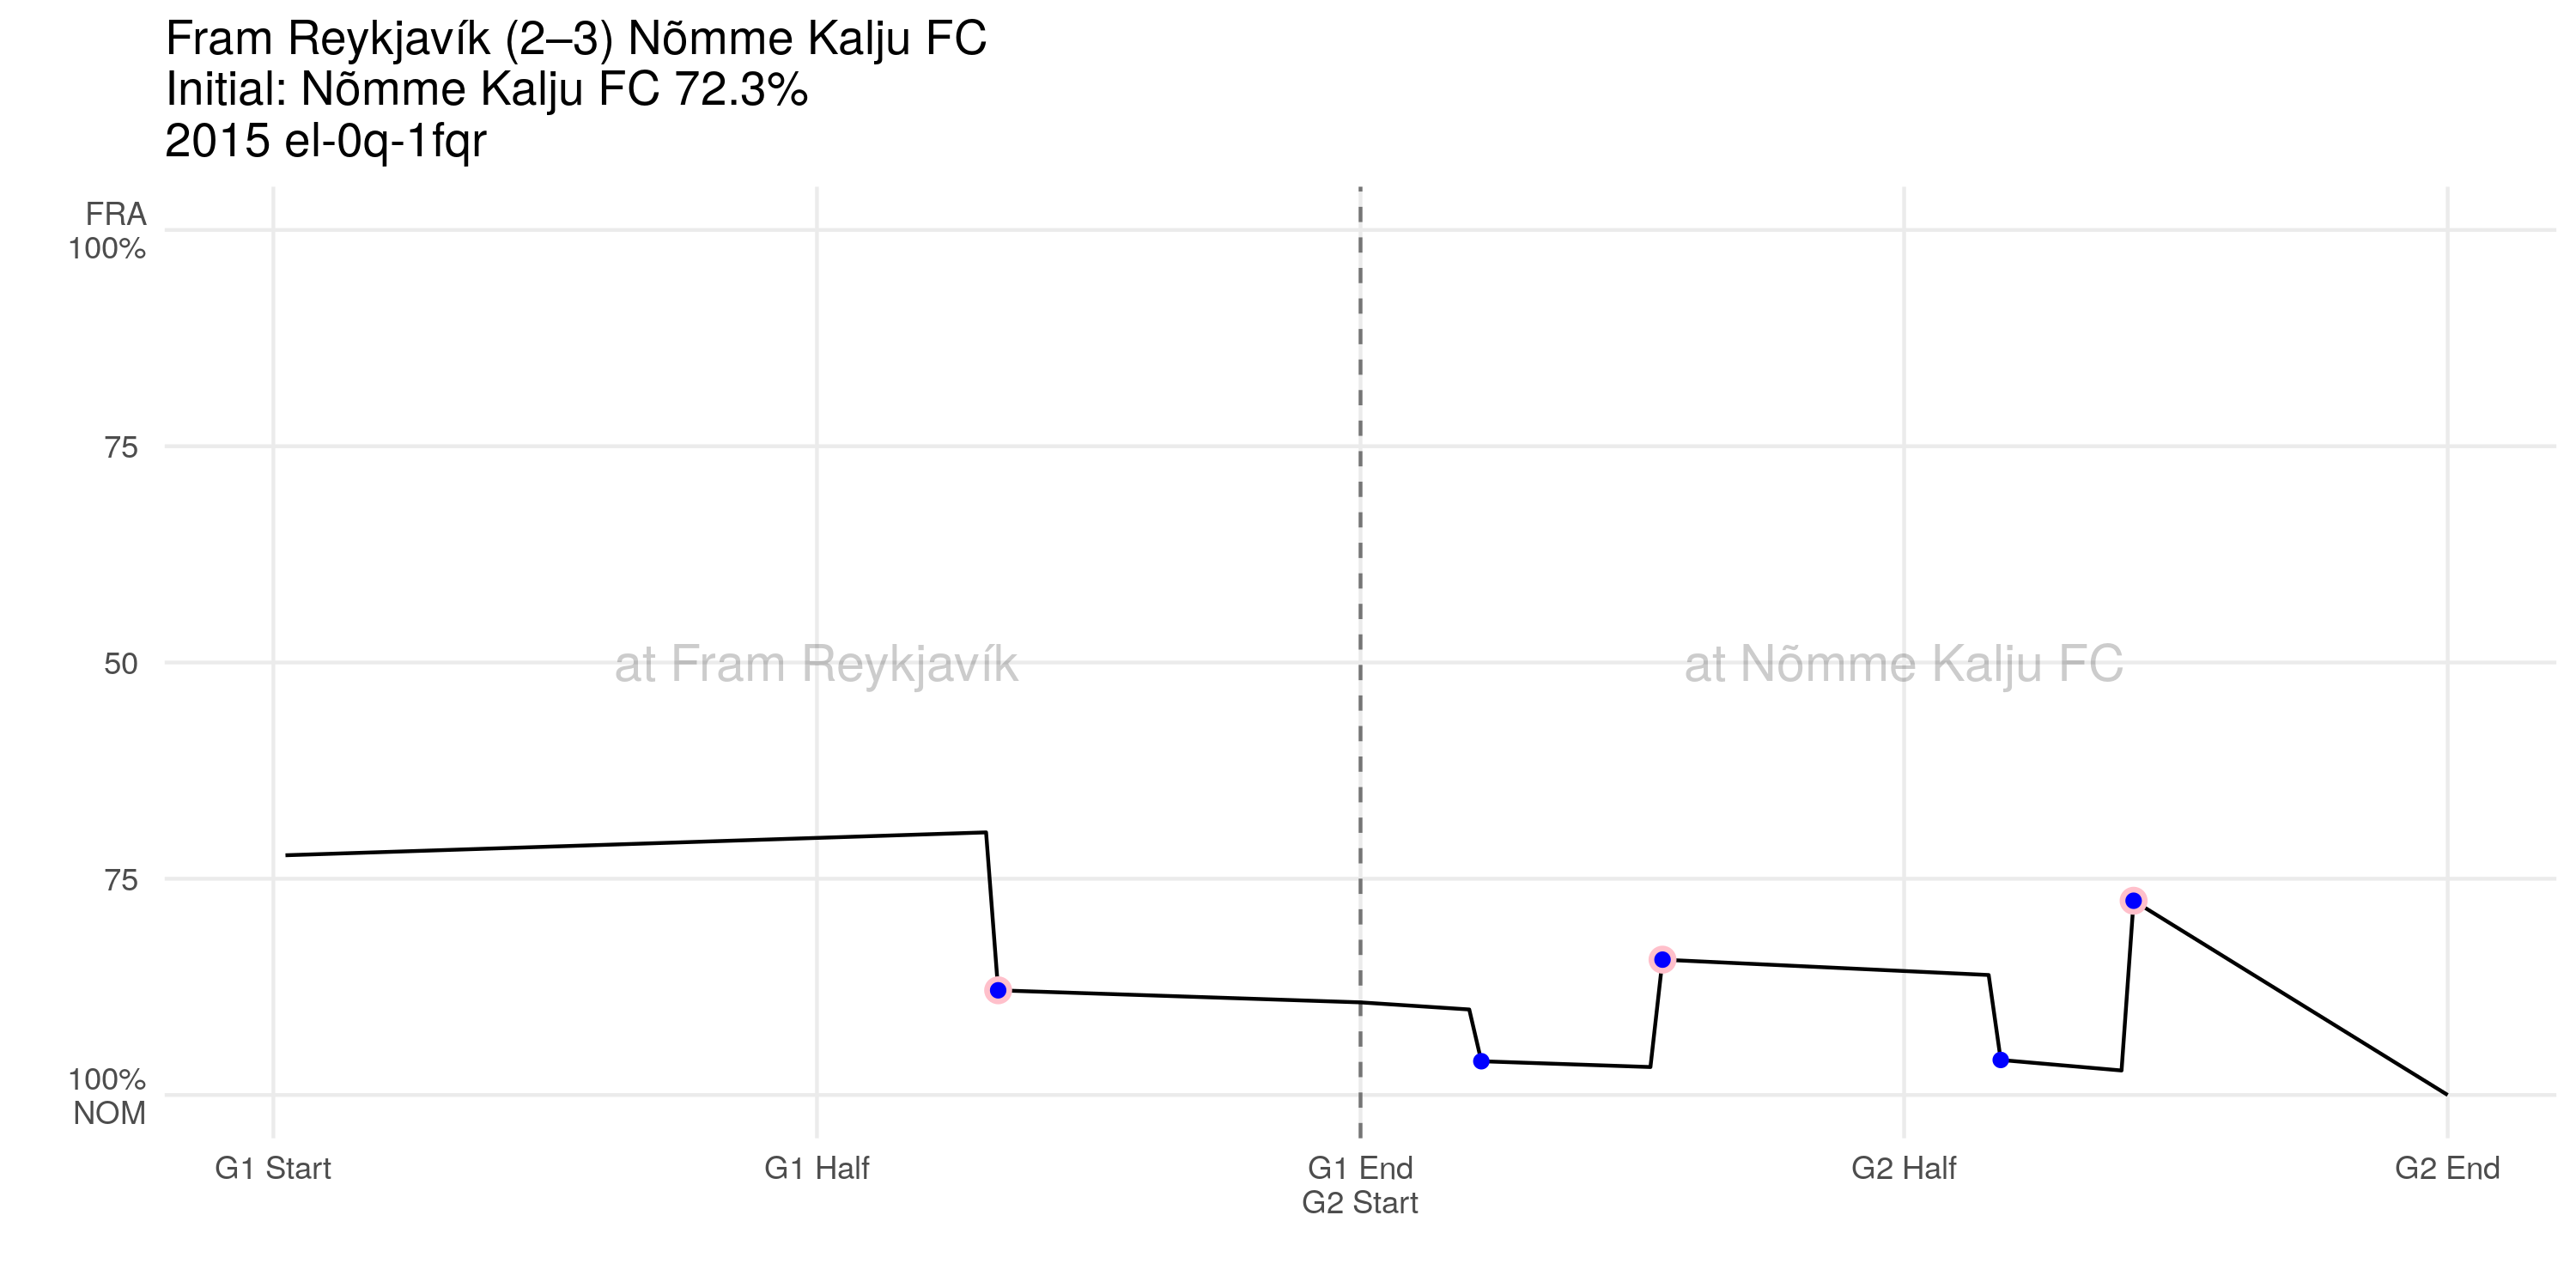 Fram Reykjavík (2–3) Nõmme Kalju FC
Initial: Nõmme Kalju FC 72.3%
2015 el-0q-1fqr
FRA
100%
75
50
75
100%
NOM
at Fram Reykjavík
at Nõmme Kalju FC
G1 Start
G1 Half
G1 End
G2 Start
G2 Half
G2 End